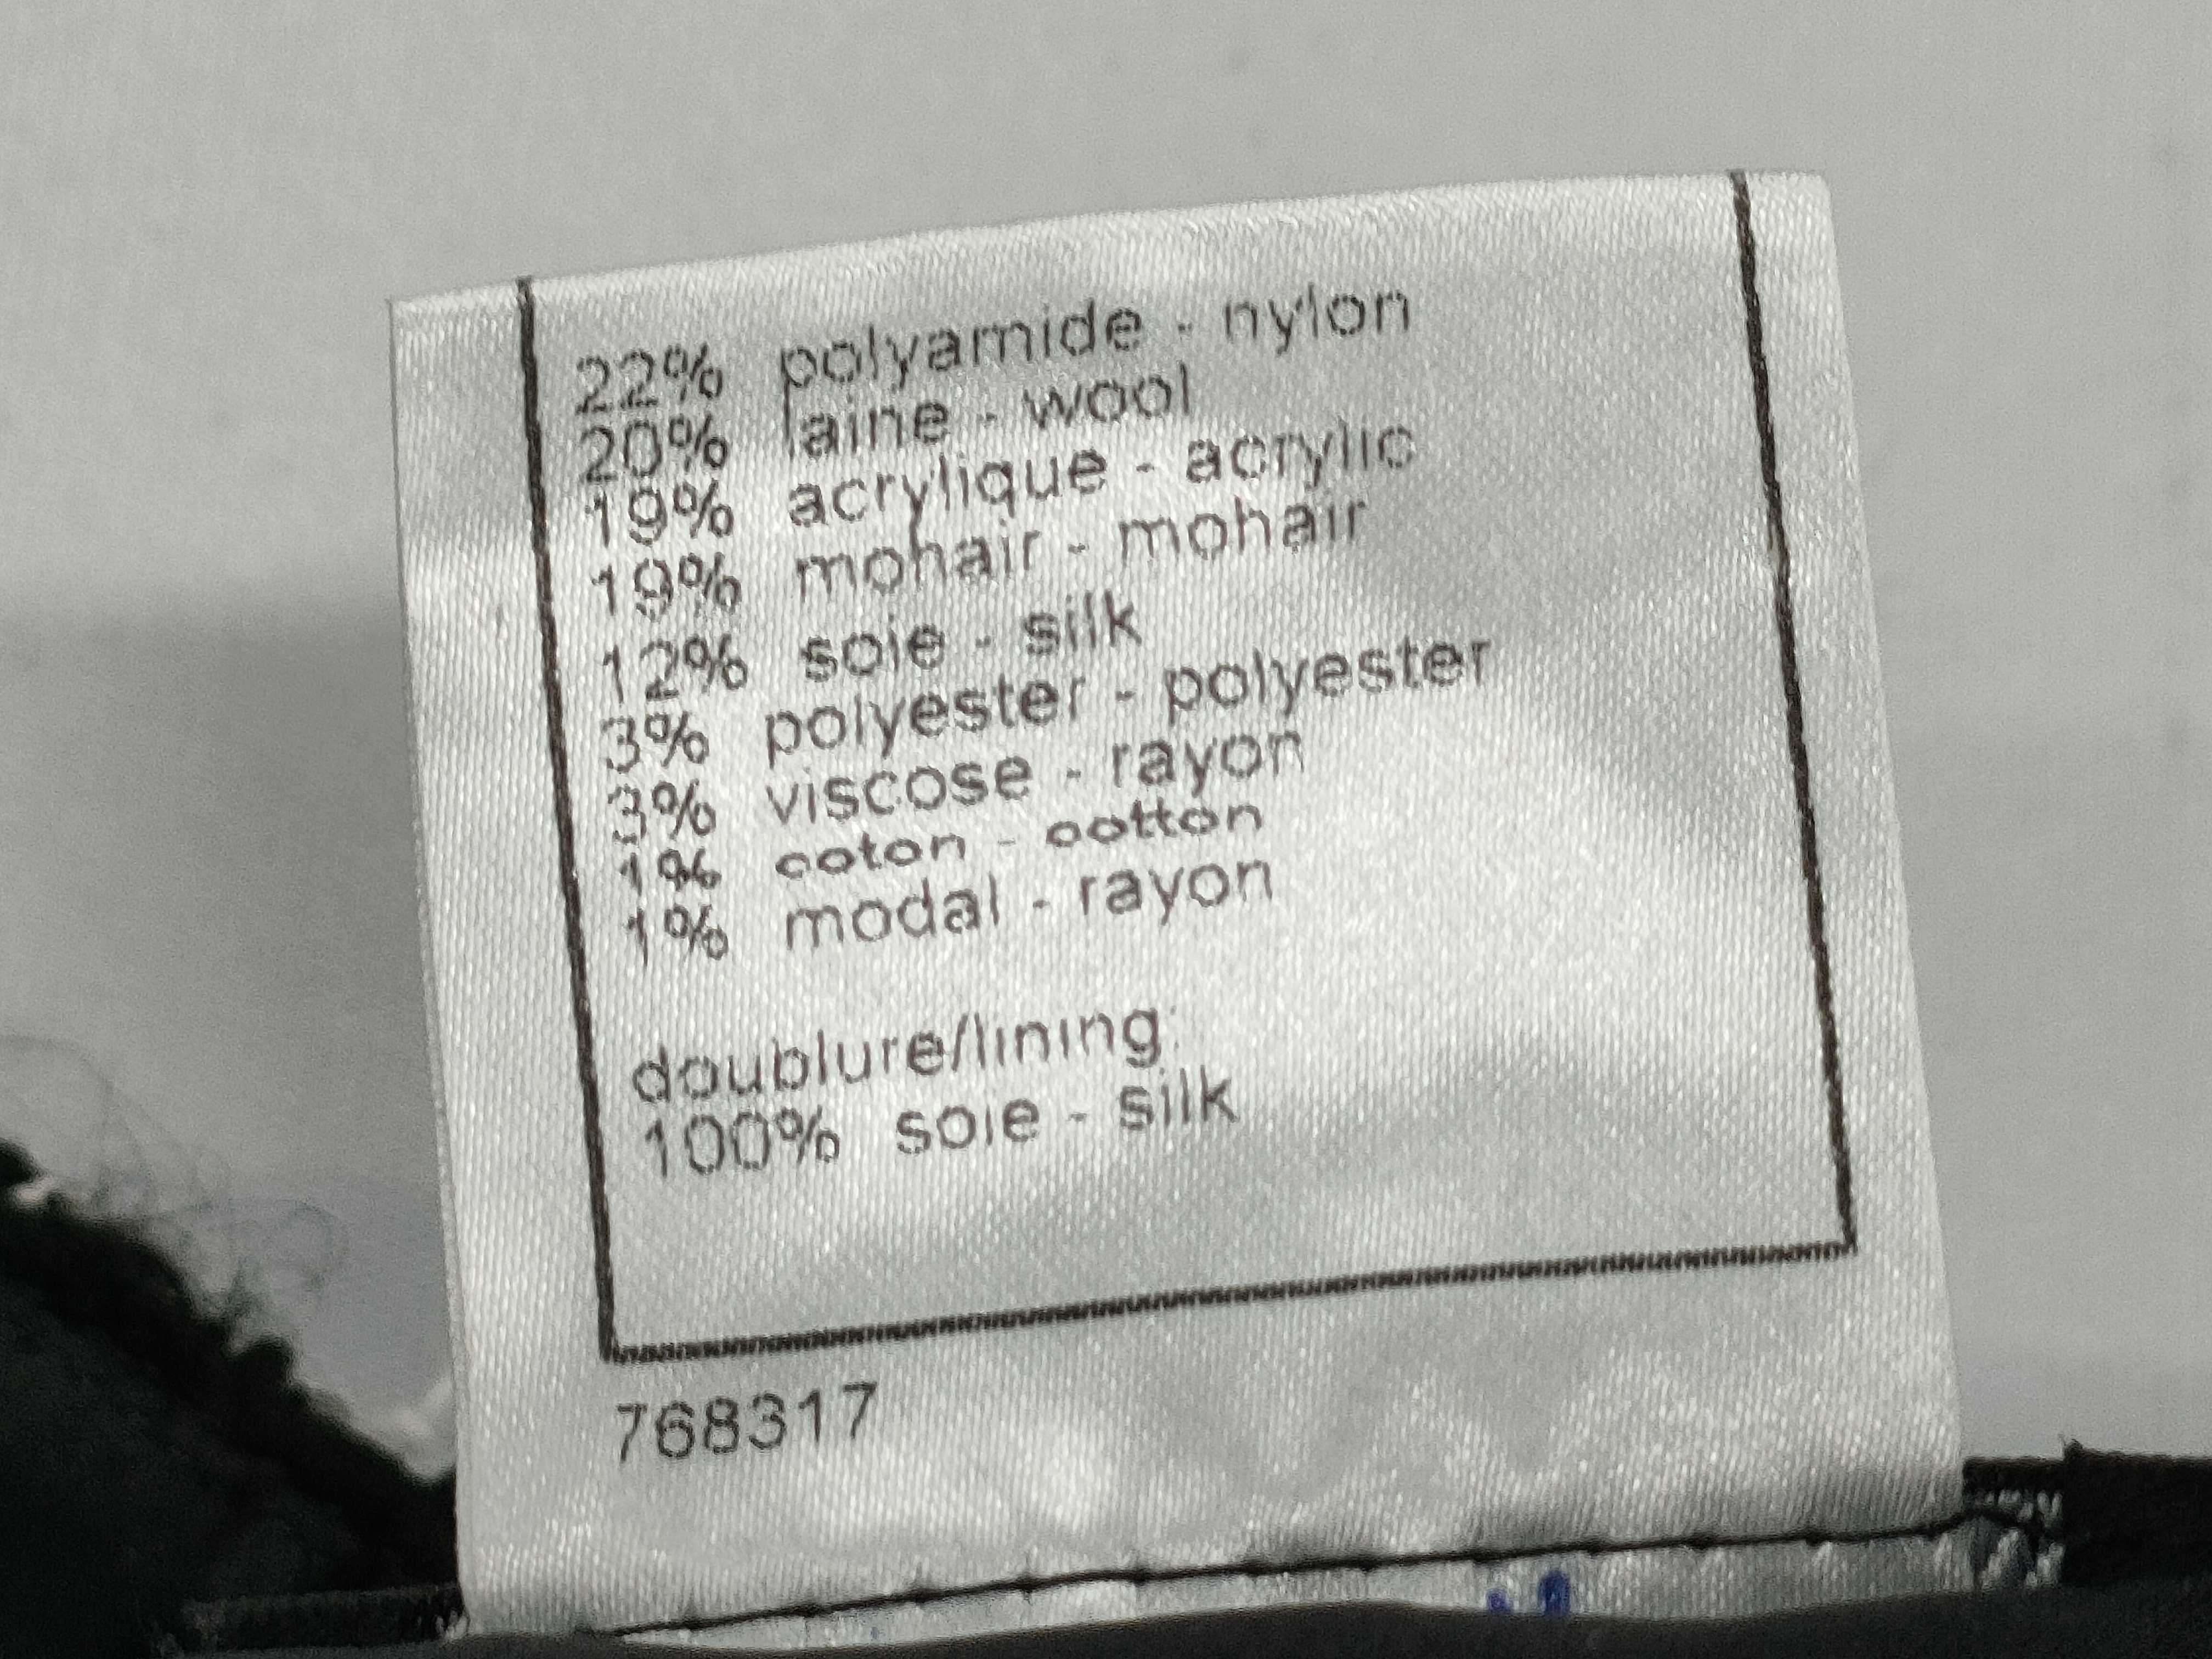 22% polyamide - nylon
20% laine - wool
19% acrylique - acrylic
19% mohair - mohair
12% soie - silk
3% polyester - polyester
3% viscose - rayon
1% coton - cotton
1% modal - rayon
doublure/lining:
100% soie - silk
768317